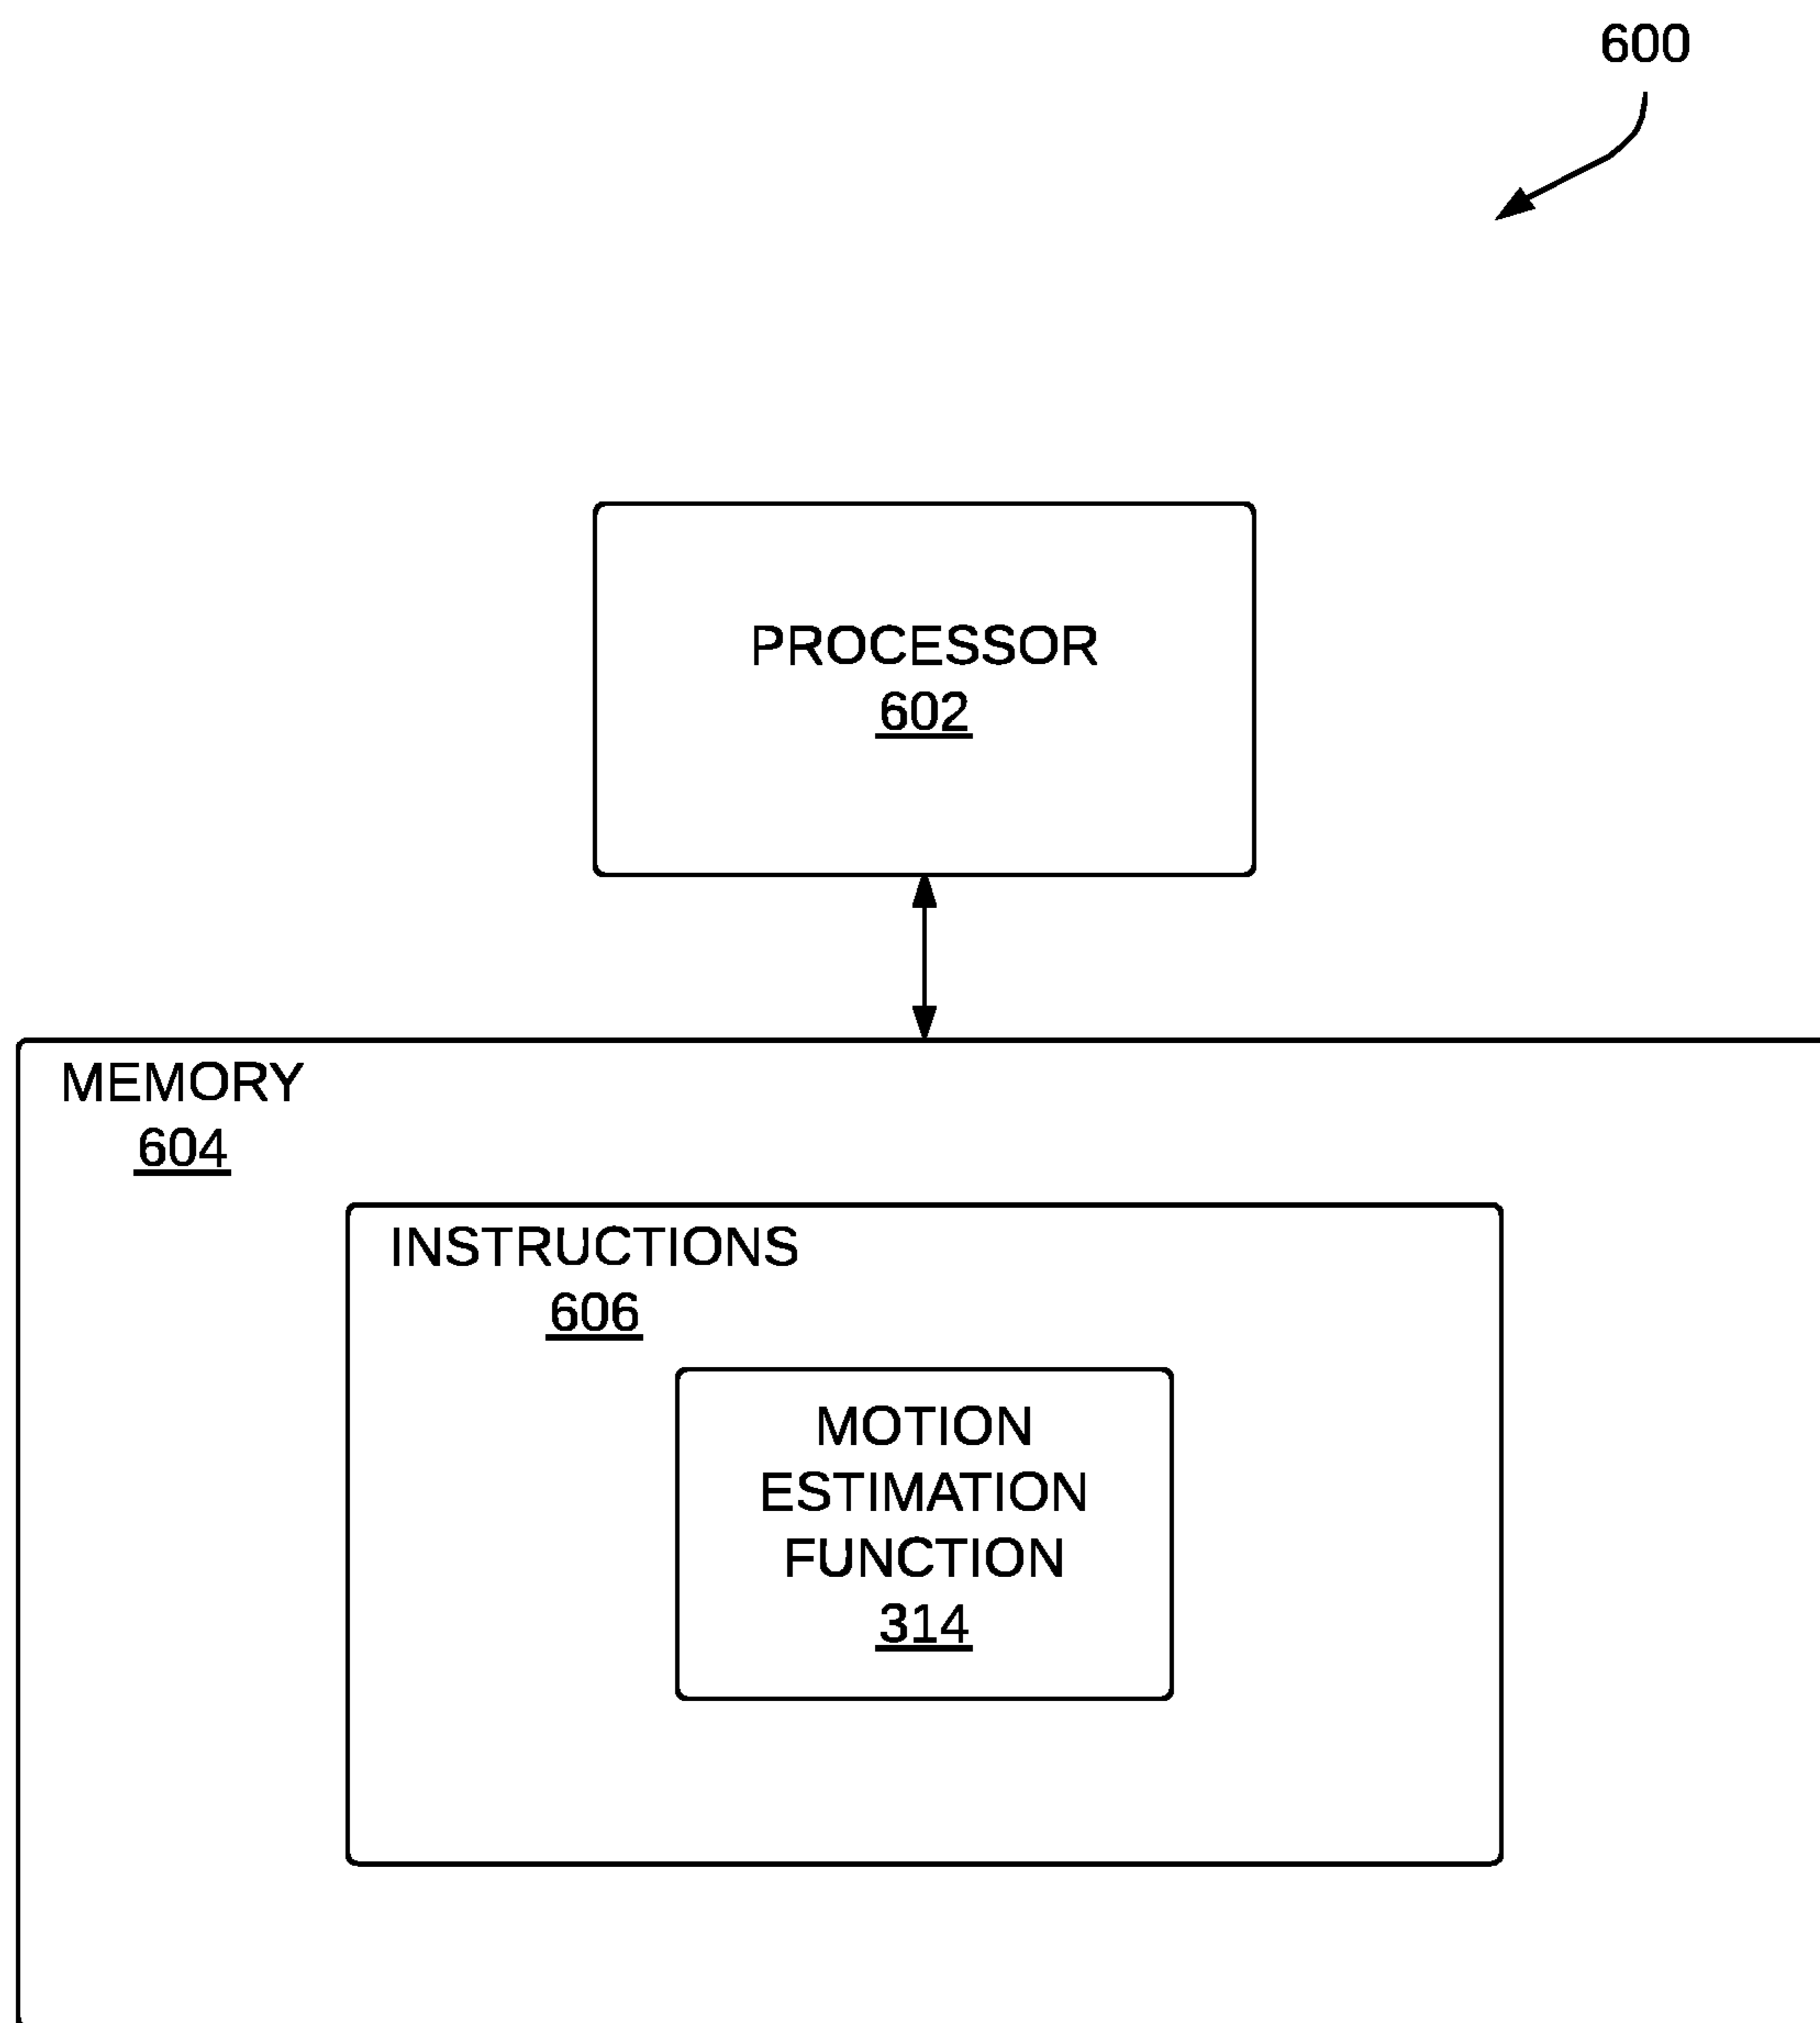 600
PROCESSOR
602
MEMORY
604
INSTRUCTIONS
606
MOTION
ESTIMATION
FUNCTION
314